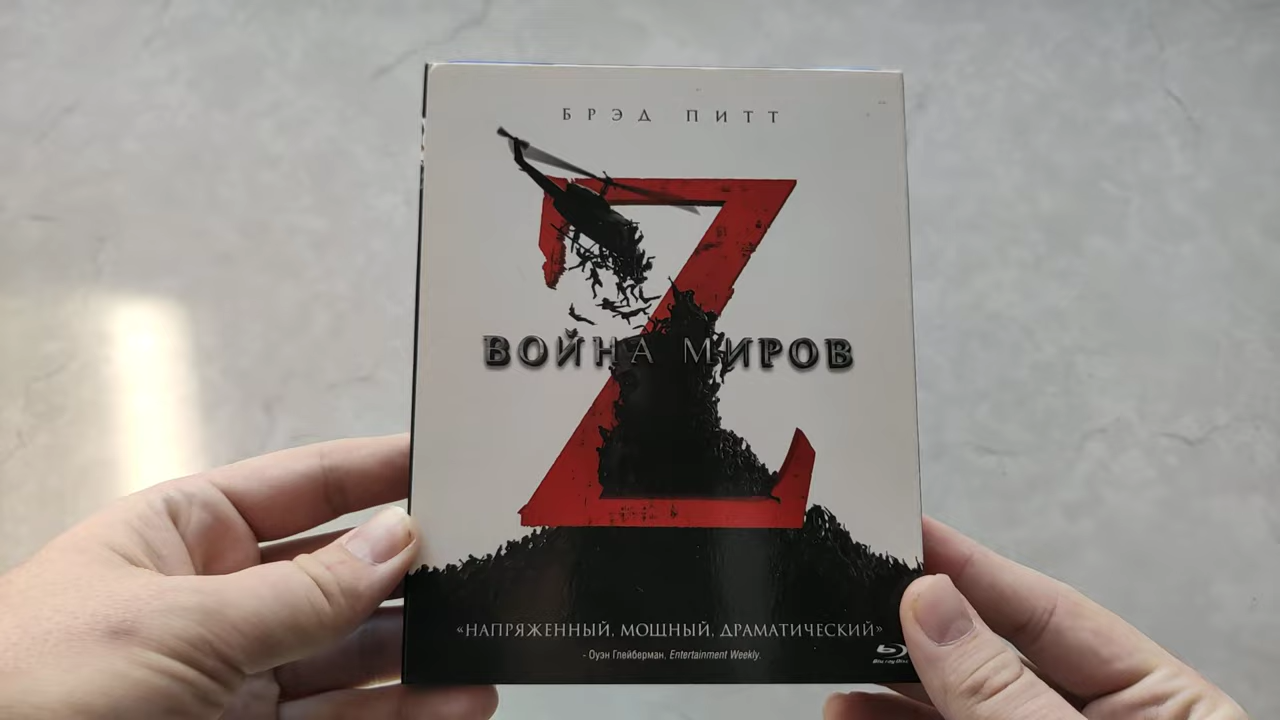 БРЭД ПИТТ
Z
ВОЙНА МИРОВ
«НАПРЯЖЕННЫЙ, МОЩНЫЙ, ДРАМАТИЧЕСКИЙ»
- Оуэн Глейберман, Entertainment Weekly.
Blu-ray Disc